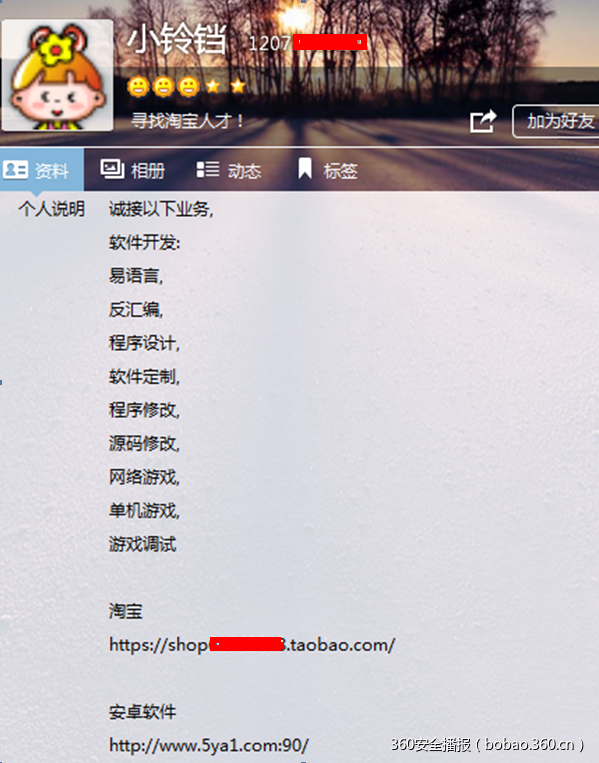 小铃铛 1207
寻找淘宝人才！
加为好友
资料 相册 动态 标签
个人说明 诚接以下业务,
软件开发:
易语言,
反汇编,
程序设计,
软件定制,
程序修改,
源码修改,
网络游戏,
单机游戏,
游戏调试
淘宝
https://shop 3.taobao.com/
安卓软件
http://www.5ya1.com:90/
360安全播报（bobao.360.cn）